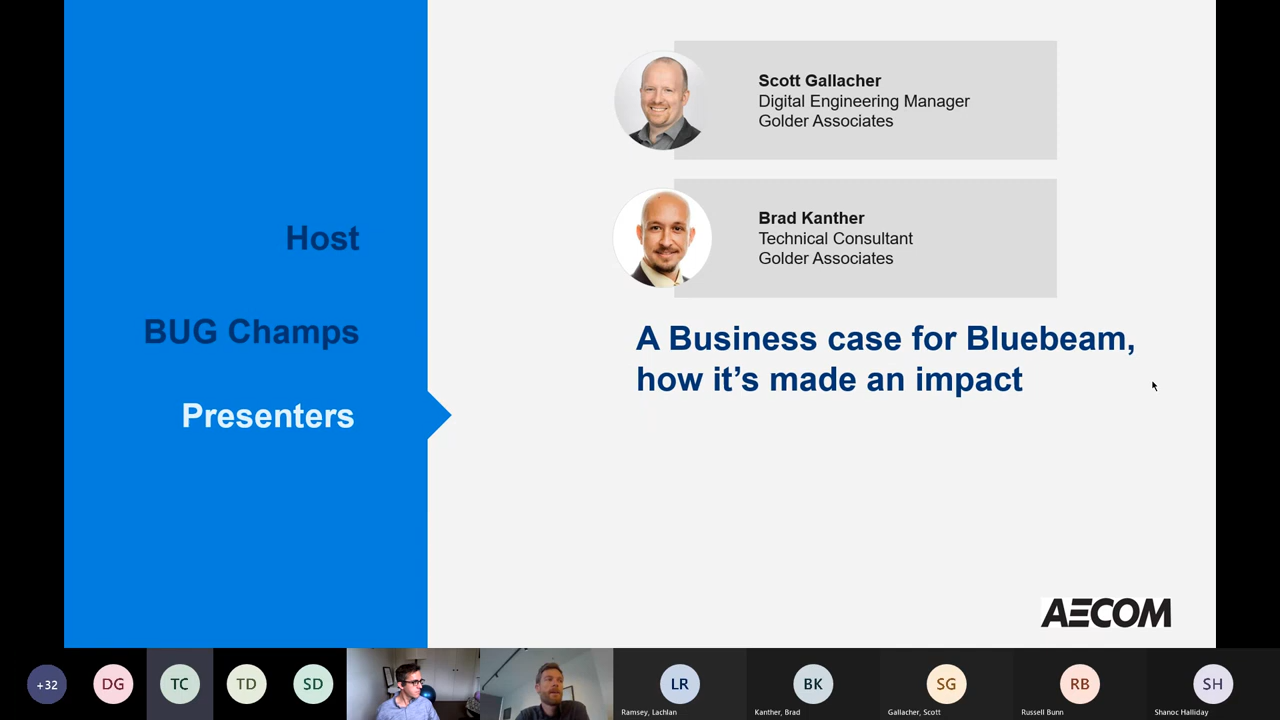 Host
BUG Champs
Presenters
Scott Gallacher
Digital Engineering Manager
Golder Associates
Brad Kanther
Technical Consultant
Golder Associates
A Business case for Bluebeam,
how it's made an impact
AECOM
+32
DG
TC
TD
SD
LR
Ramsey, Lachlan
BK
Kanther, Brad
SG
Gallacher, Scott
RB
Russell Bunn
SH
Shanoc Halliday